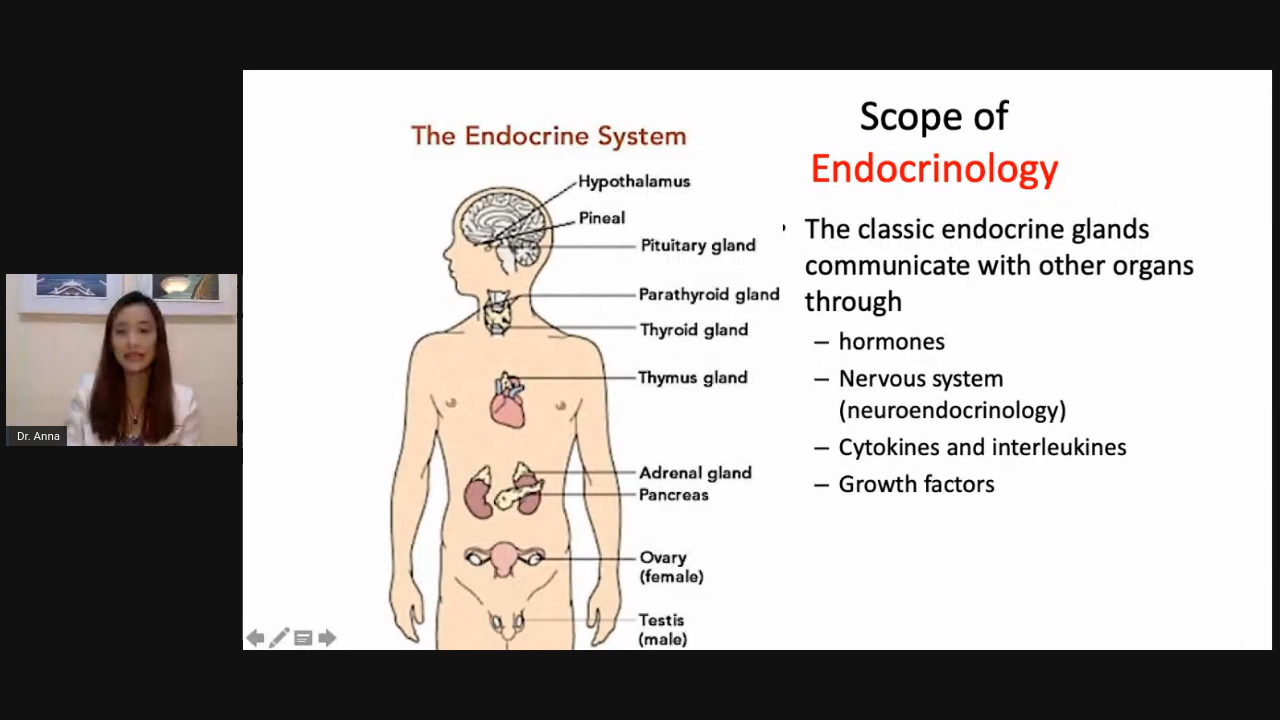 Scope of
Endocrinology
The Endocrine System
Hypothalamus
Pineal
Pituitary gland
Parathyroid gland
Thyroid gland
Thymus gland
Adrenal gland
Pancreas
Ovary
(female)
Testis
(male)
The classic endocrine glands
communicate with other organs
through
– hormones
– Nervous system
(neuroendocrinology)
– Cytokines and interleukines
– Growth factors
Dr. Anna